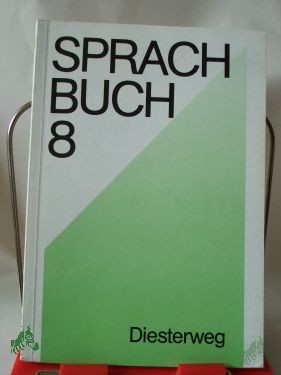 SPRACH
BUCH
8
Diesterweg